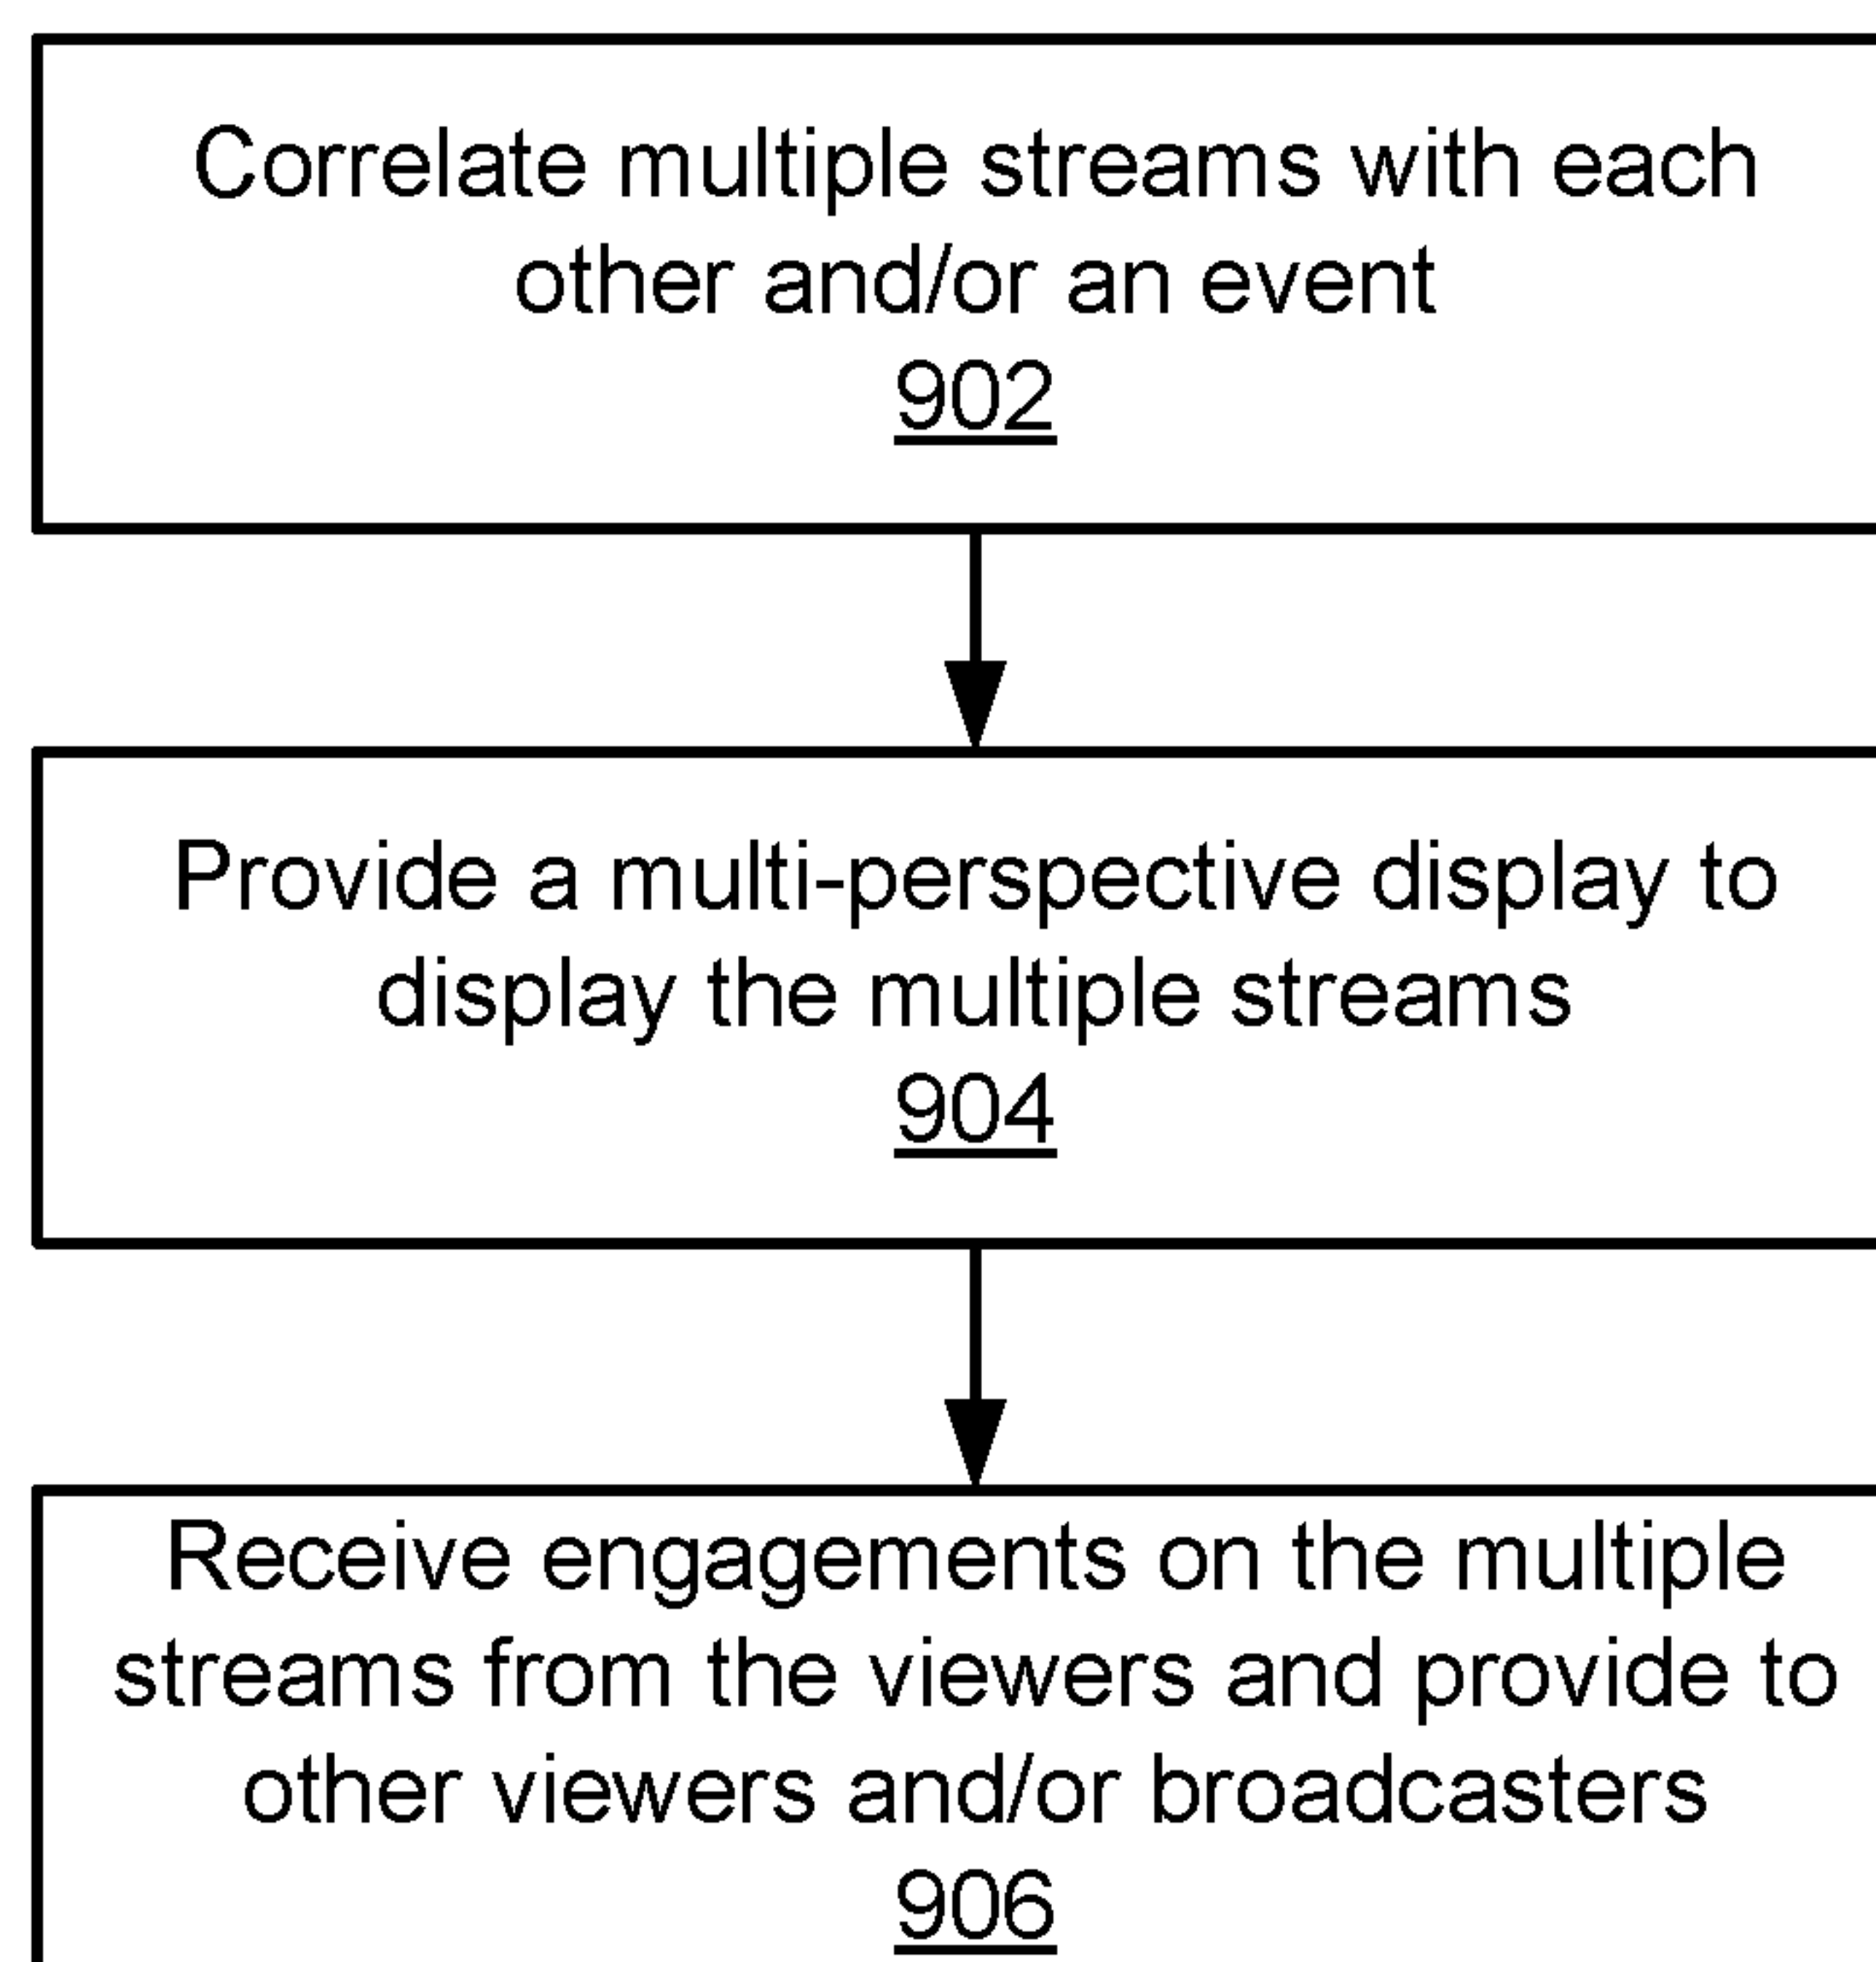 Correlate multiple streams with each
other and/or an event
902
Provide a multi-perspective display to
display the multiple streams
904
Receive engagements on the multiple
streams from the viewers and provide to
other viewers and/or broadcasters
906